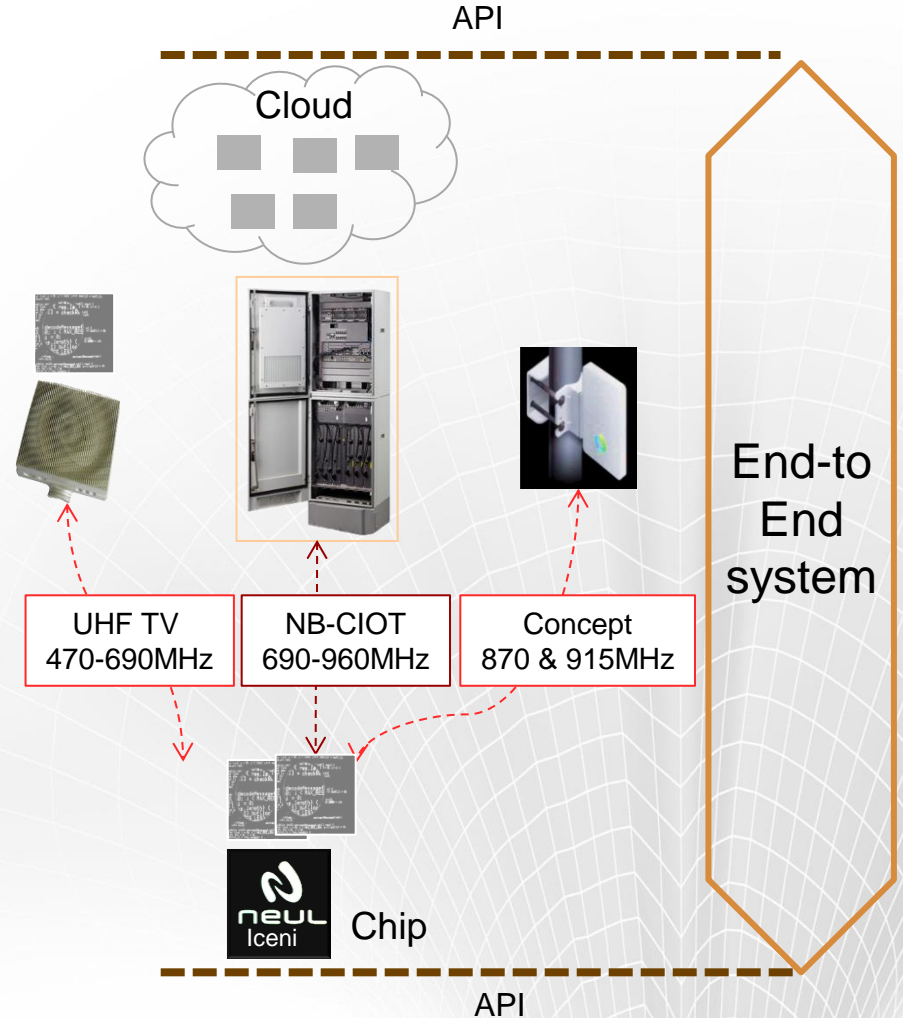 API
Cloud
End-to
End
system
UHF TV
470-690MHz
NB-CIOT
690-960MHz
Concept
870 & 915MHz
neul
Iceni
Chip
API